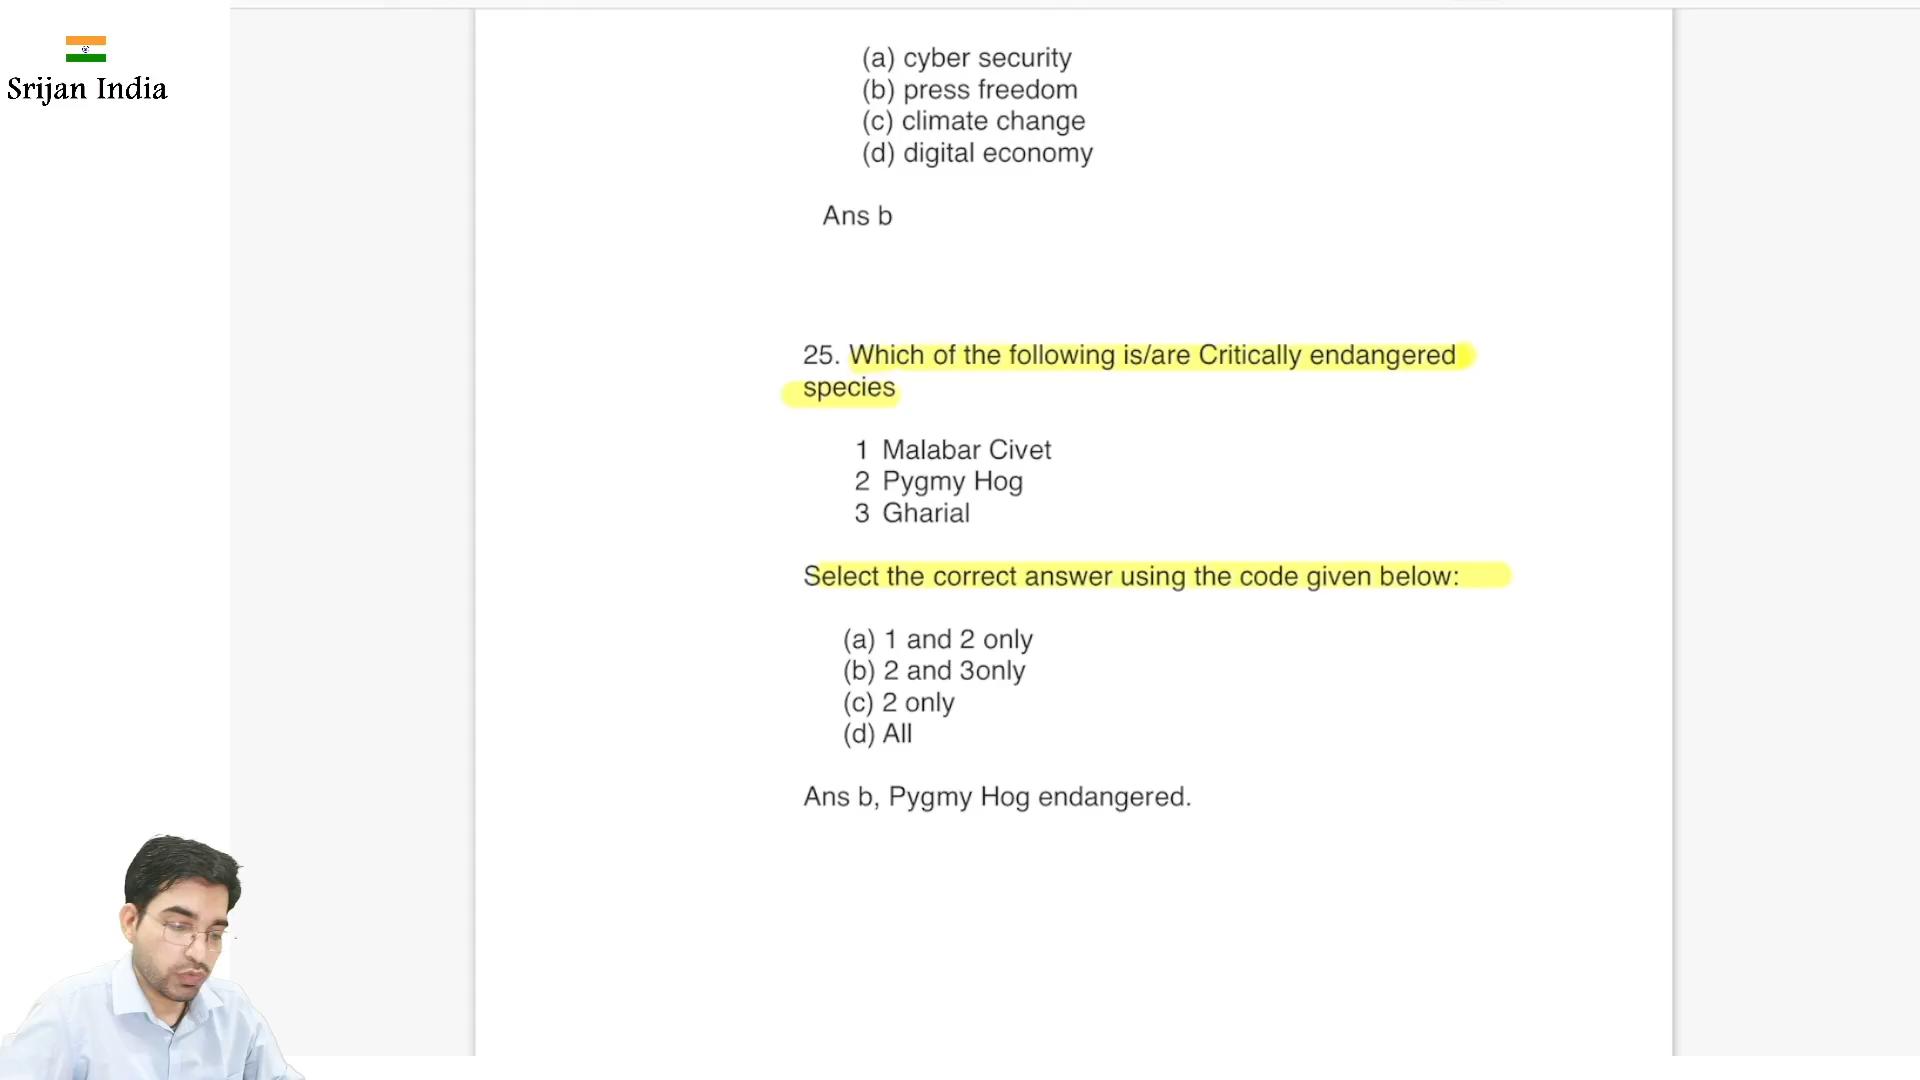 Srijan India
(a) cyber security
(b) press freedom
(c) climate change
(d) digital economy
Ans b
25. Which of the following is/are Critically endangered
species
1 Malabar Civet
2 Pygmy Hog
3 Gharial
Select the correct answer using the code given below:
(a) 1 and 2 only
(b) 2 and 3only
(c) 2 only
(d) All
Ans b, Pygmy Hog endangered.